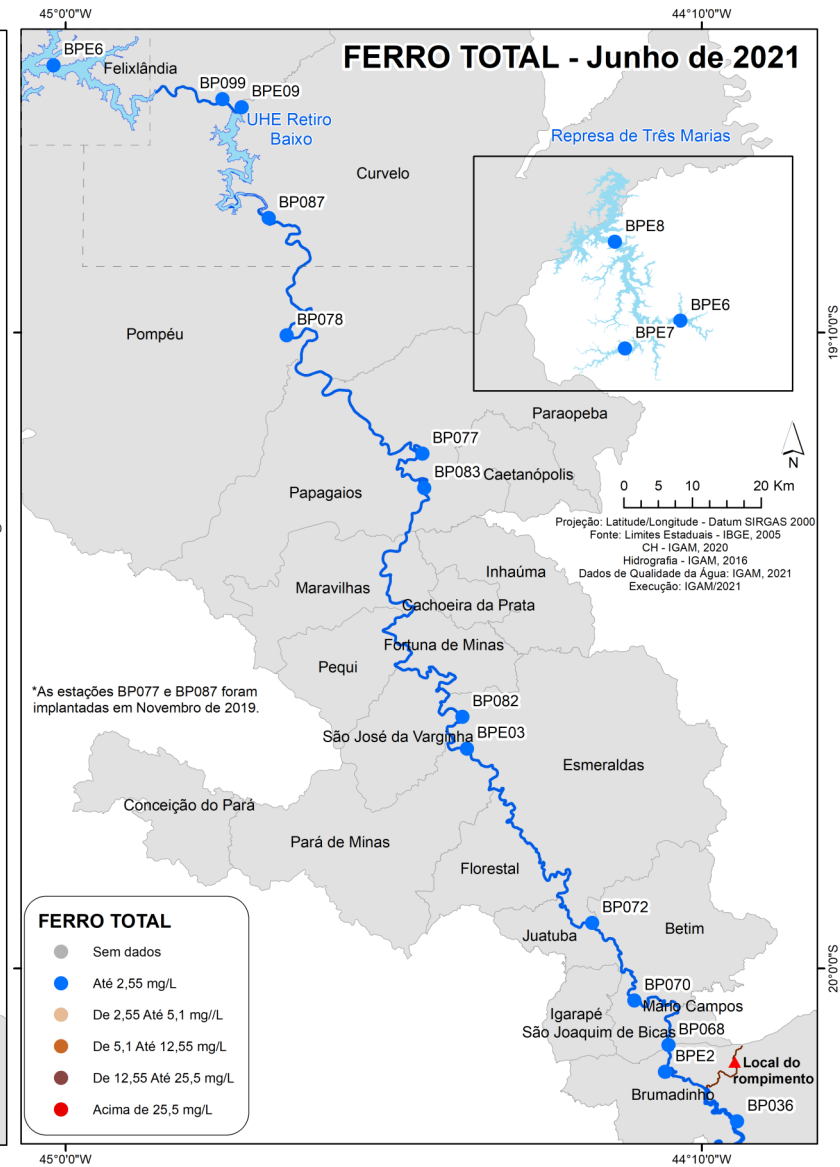 45°0'0"W
44°10'0"W
FERRO TOTAL - Junho de 2021
BPE6
Felixlândia
BP099
BPE09
UHE Retiro
Baixo
Represa de Três Marias
Curvelo
BP087
BPE8
BPE6
BPE7
BP078
Pompéu
19°10'0"S
Paraopeba
BP077
BP083
Caetanópolis
Papagaios
N
0 5 10 20 Km
Projeção: Latitude/Longitude - Datum SIRGAS 2000
Fonte: Limites Estaduais - IBGE, 2005
CH - IGAM, 2020
Hidrografia - IGAM, 2016
Dados de Qualidade da Água: IGAM, 2021
Execução: IGAM/2021
Inhaúma
Maravilhas
Cachoeira da Prata
Fortuna de Minas
Pequi
*As estações BP077 e BP087 foram
implantadas em Novembro de 2019.
BP082
São José da Varginha
BPE03
Esmeraldas
Conceição do Pará
Pará de Minas
Florestal
BP072
Juatuba
Betim
20°0'0"S
BP070
Mário Campos
Igarapé
São Joaquim de Bicas
BP068
BPE2
Local do
rompimento
Brumadinho
BP036
FERRO TOTAL
Sem dados
Até 2,55 mg/L
De 2,55 Até 5,1 mg//L
De 5,1 Até 12,55 mg/L
De 12,55 Até 25,5 mg/L
Acima de 25,5 mg/L
45°0'0"W
44°10'0"W